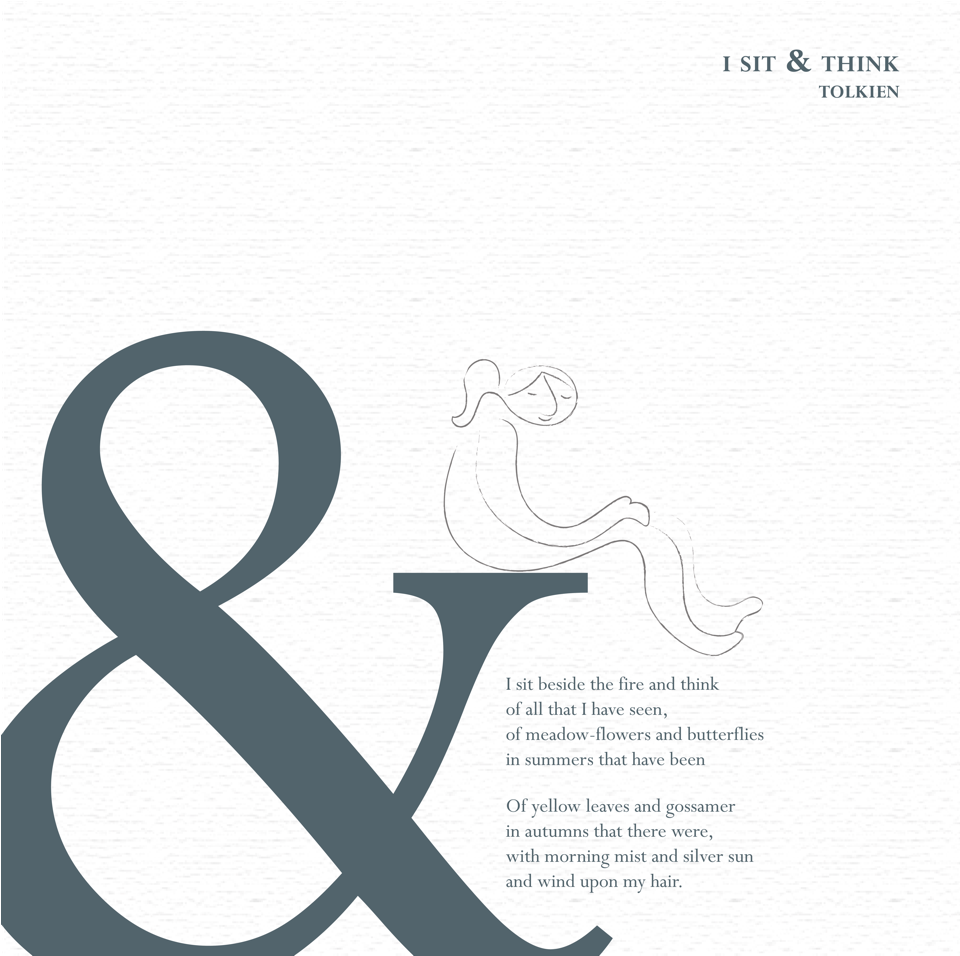 I SIT & THINK
TOLKIEN
&
I sit beside the fire and think
of all that I have seen,
of meadow-flowers and butterflies
in summers that have been
Of yellow leaves and gossamer
in autumns that there were,
with morning mist and silver sun
and wind upon my hair.